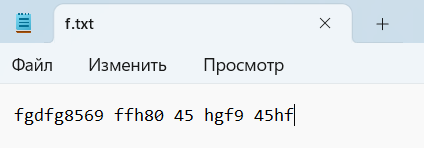 f.txt
Файл Изменить Просмотр
fgdfg8569 ffh80 45 hgf9 45hf